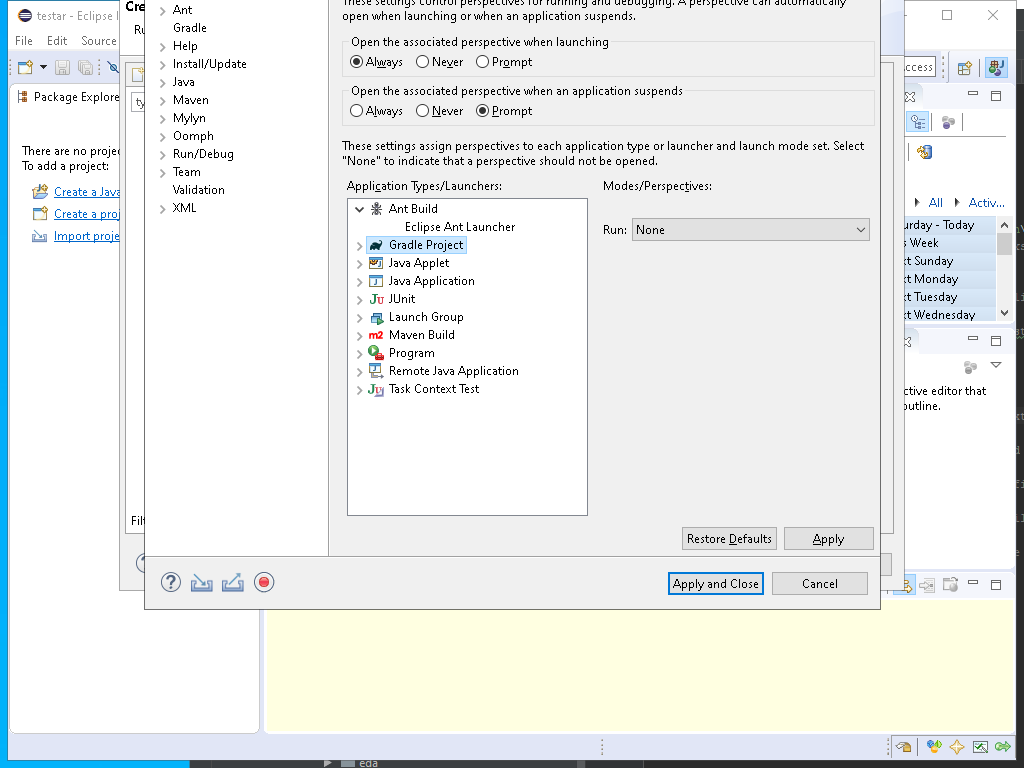 testar - Eclipse I
File Edit Source
Package Explore
There are no projec
To add a project:
Create a Java
Create a proj
Import proje
Cre
Ru
ty
Filt
Ant
Gradle
Help
Install/Update
Java
Maven
Mylyn
Oomph
Run/Debug
Team
Validation
XML
These settings control perspectives for running and debugging. A perspective can automatically
open when launching or when an application suspends.
Open the associated perspective when launching
Always Never Prompt
Open the associated perspective when an application suspends
Always Never Prompt
These settings assign perspectives to each application type or launcher and launch mode set. Select
"None" to indicate that a perspective should not be opened.
Application Types/Launchers:
Modes/Perspectives:
Ant Build
Eclipse Ant Launcher
Gradle Project
Java Applet
Java Application
JUnit
Launch Group
Maven Build
Program
Remote Java Application
Task Context Test
Run: None
Restore Defaults
Apply
Apply and Close
Cancel
ccess
All Activ...
urday - Today
s Week
xt Sunday
xt Monday
xt Tuesday
xt Wednesday
ctive editor that
outline.
eda